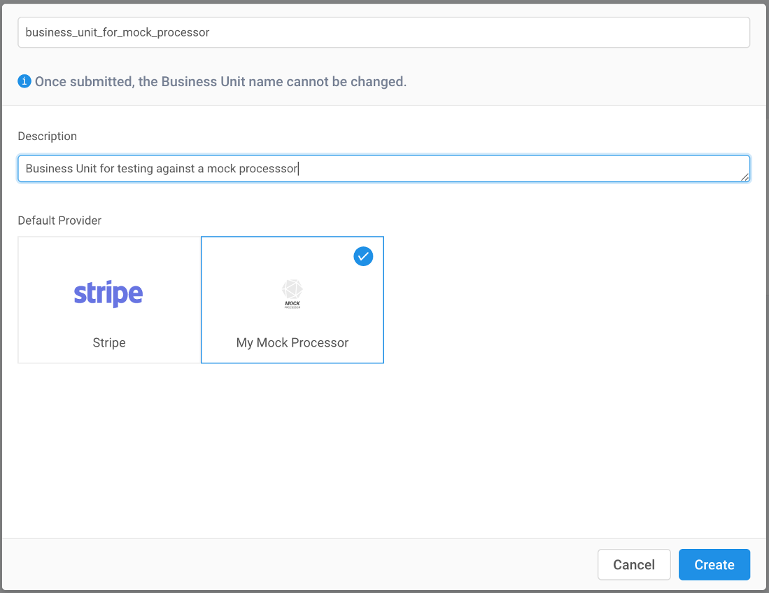 business_unit_for_mock_processor
Once submitted, the Business Unit name cannot be changed.
Description
Business Unit for testing against a mock processsor
Default Provider
stripe
MOCK
Stripe
My Mock Processor
Cancel
Create